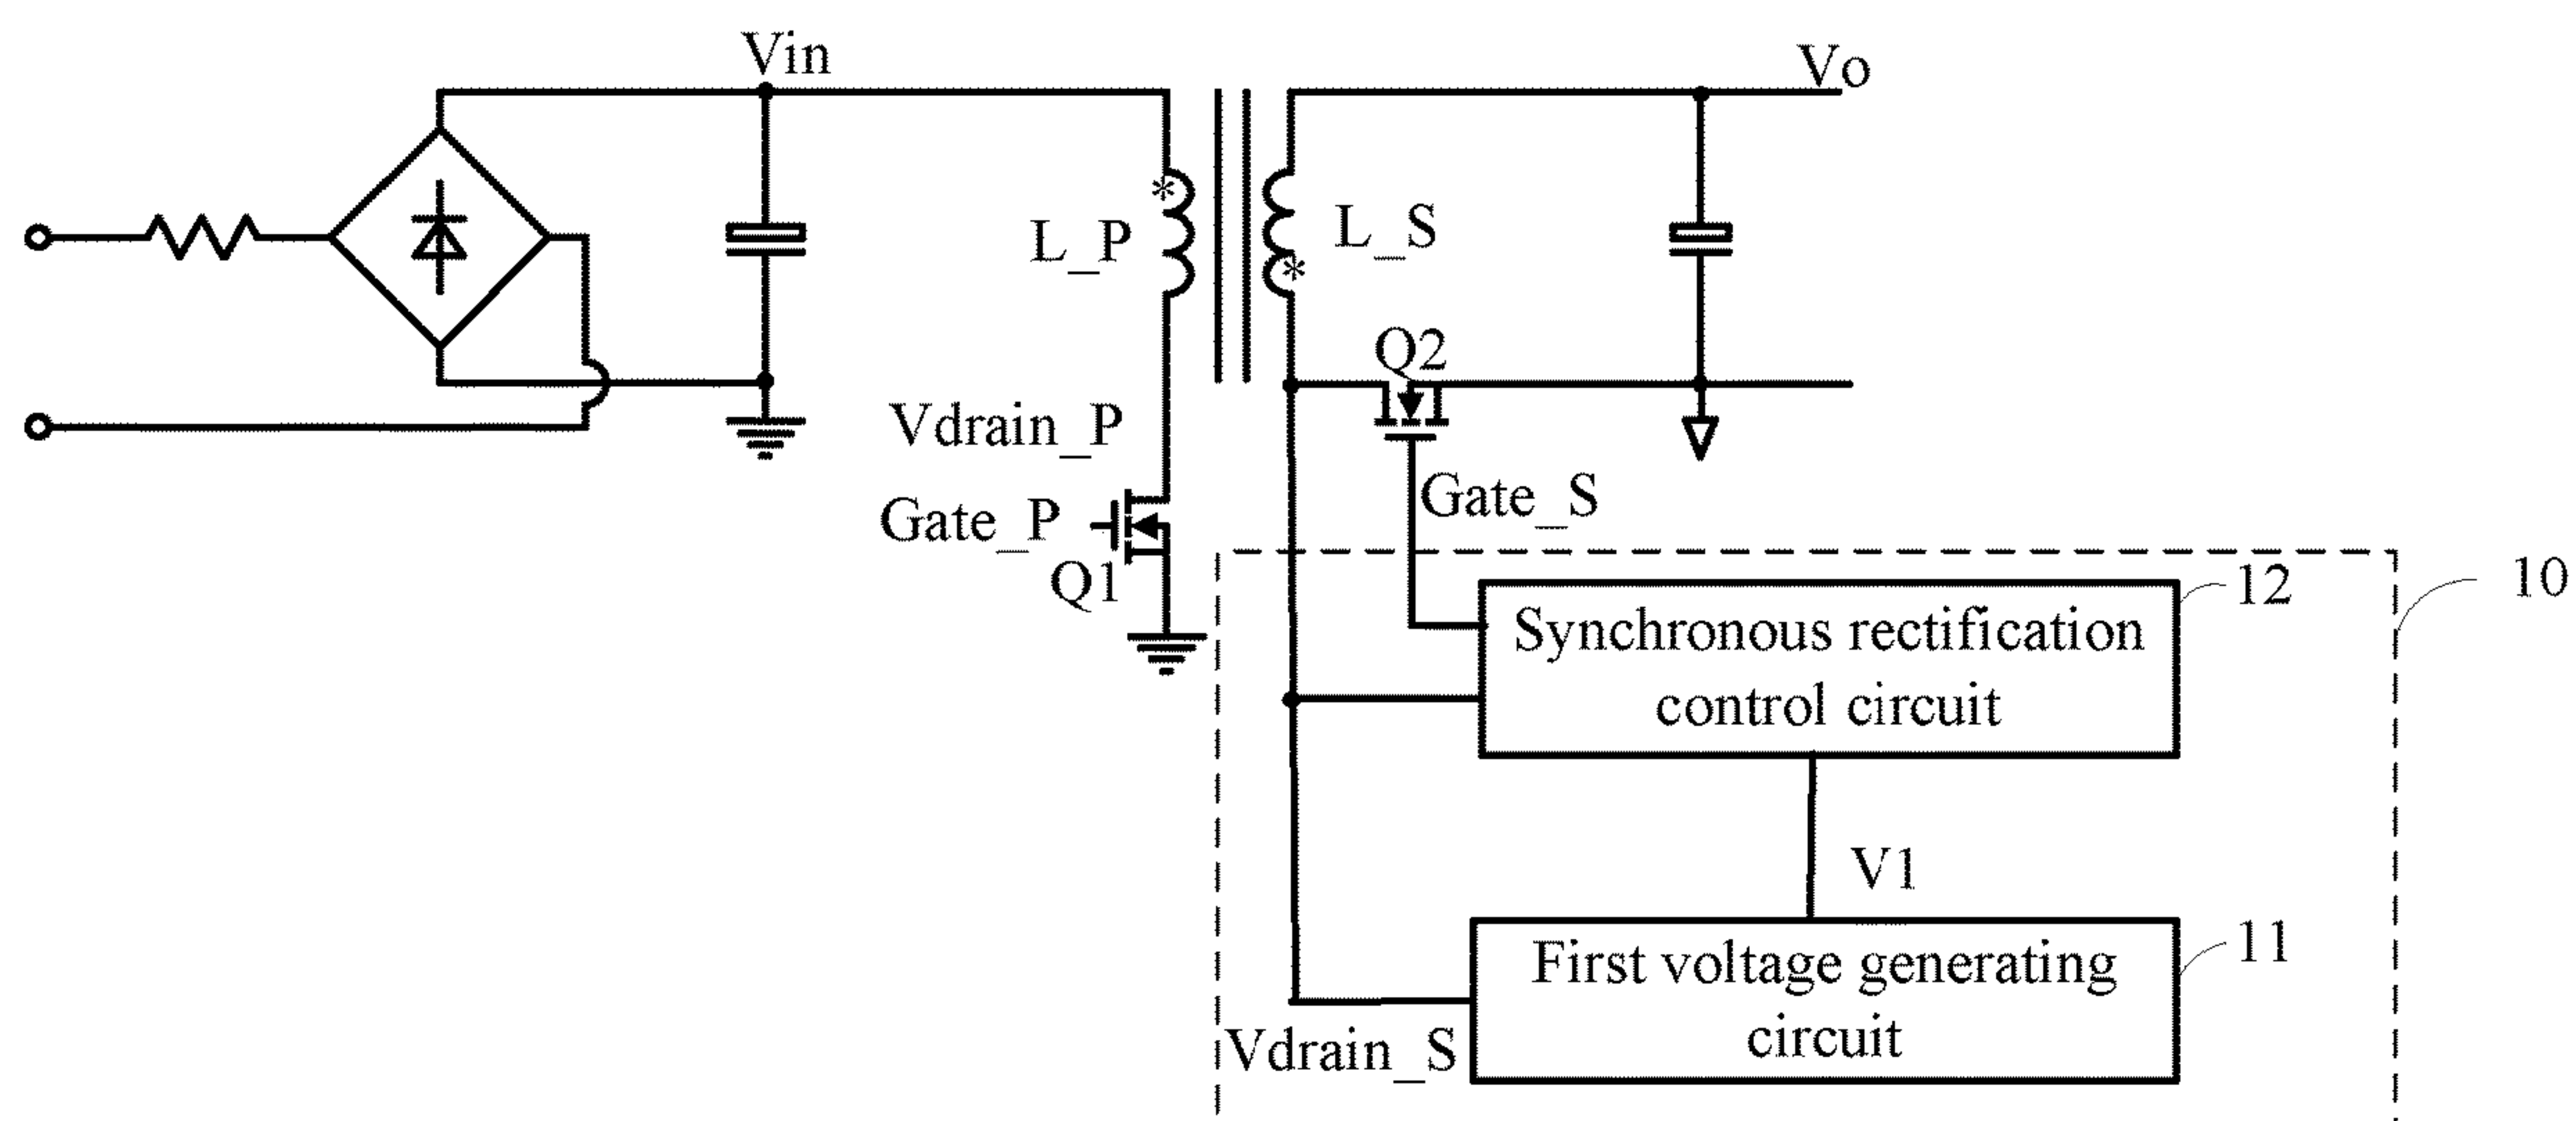 Vin
Vo
*
L_P
L_S
*
Q2
Vdrain_P
Gate_S
Gate_P
Q1
12
10
Synchronous rectification
control circuit
V1
11
First voltage generating
circuit
Vdrain_S